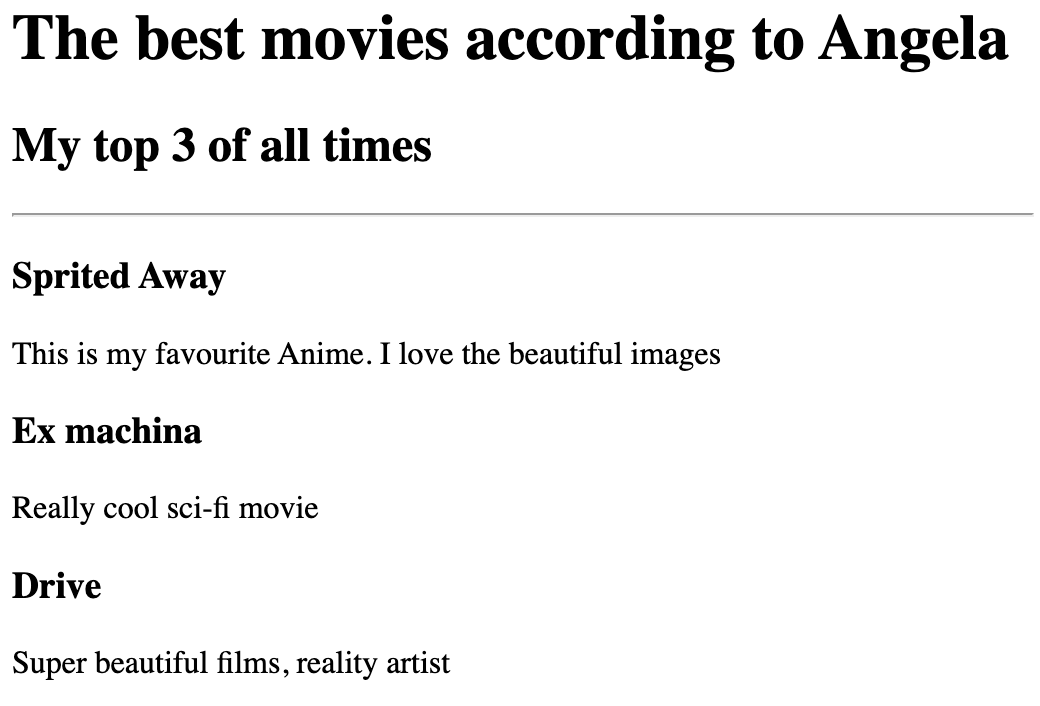 The best movies according to Angela
My top 3 of all times
Sprited Away
This is my favourite Anime. I love the beautiful images
Ex machina
Really cool sci-fi movie
Drive
Super beautiful films, reality artist